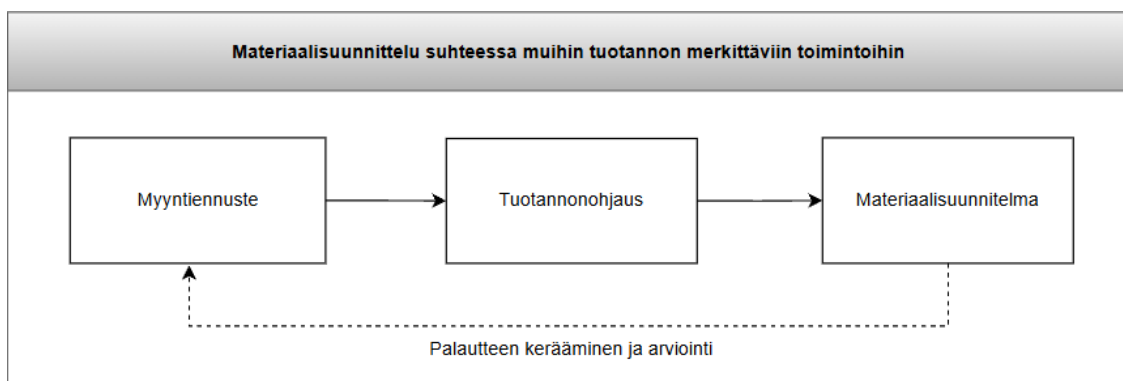 Materiaalisuunnittelu suhteessa muihin tuotannon merkittäviin toimintoihin
Myyntiennuste
Tuotannonohjaus
Materiaalisuunnitelma
Palautteen kerääminen ja arviointi